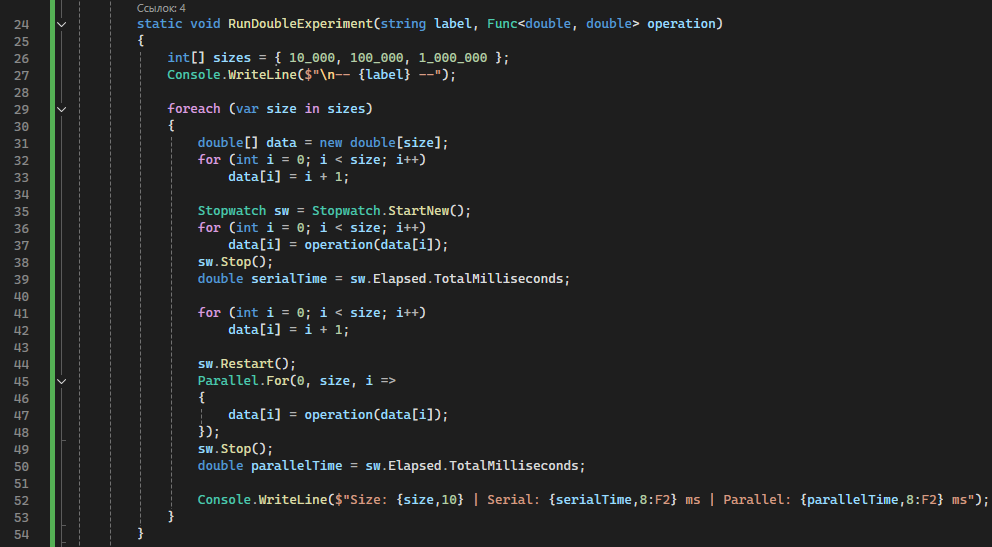 Ссылок: 4
24 static void RunDoubleExperiment(string label, Func<double, double> operation)
25 {
26 int[] sizes = { 10_000, 100_000, 1_000_000 };
27 Console.WriteLine($"\n-- {label} --");
28
29 foreach (var size in sizes)
30 {
31 double[] data = new double[size];
32 for (int i = 0; i < size; i++)
33 data[i] = i + 1;
34
35 Stopwatch sw = Stopwatch.StartNew();
36 for (int i = 0; i < size; i++)
37 data[i] = operation(data[i]);
38 sw.Stop();
39 double serialTime = sw.Elapsed.TotalMilliseconds;
40
41 for (int i = 0; i < size; i++)
42 data[i] = i + 1;
43
44 sw.Restart();
45 Parallel.For(0, size, i =>
46 {
47 data[i] = operation(data[i]);
48 });
49 sw.Stop();
50 double parallelTime = sw.Elapsed.TotalMilliseconds;
51
52 Console.WriteLine($"Size: {size,10} | Serial: {serialTime,8:F2} ms | Parallel: {parallelTime,8:F2} ms");
53 }
54 }